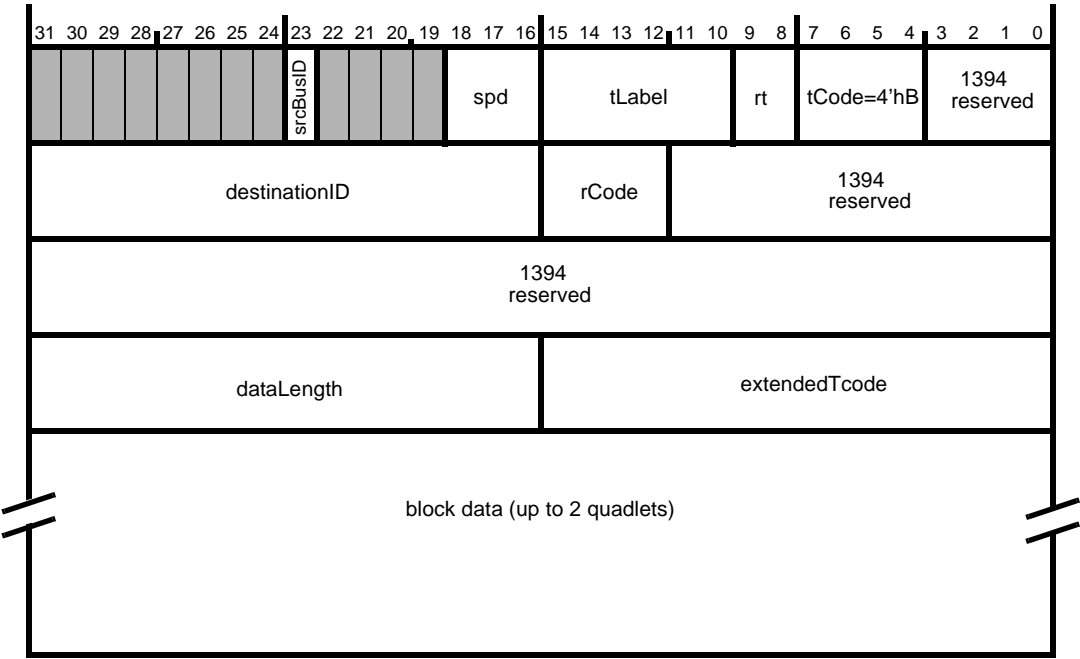 31 30 29 28 27 26 25 24 23 22 21 20 19 18 17 16 15 14 13 12 11 10 9 8 7 6 5 4 3 2 1 0
srcBusID
spd
tLabel
rt
tCode=4'hB
1394
reserved
destinationID
rCode
1394
reserved
1394
reserved
dataLength
extendedTcode
block data (up to 2 quadlets)